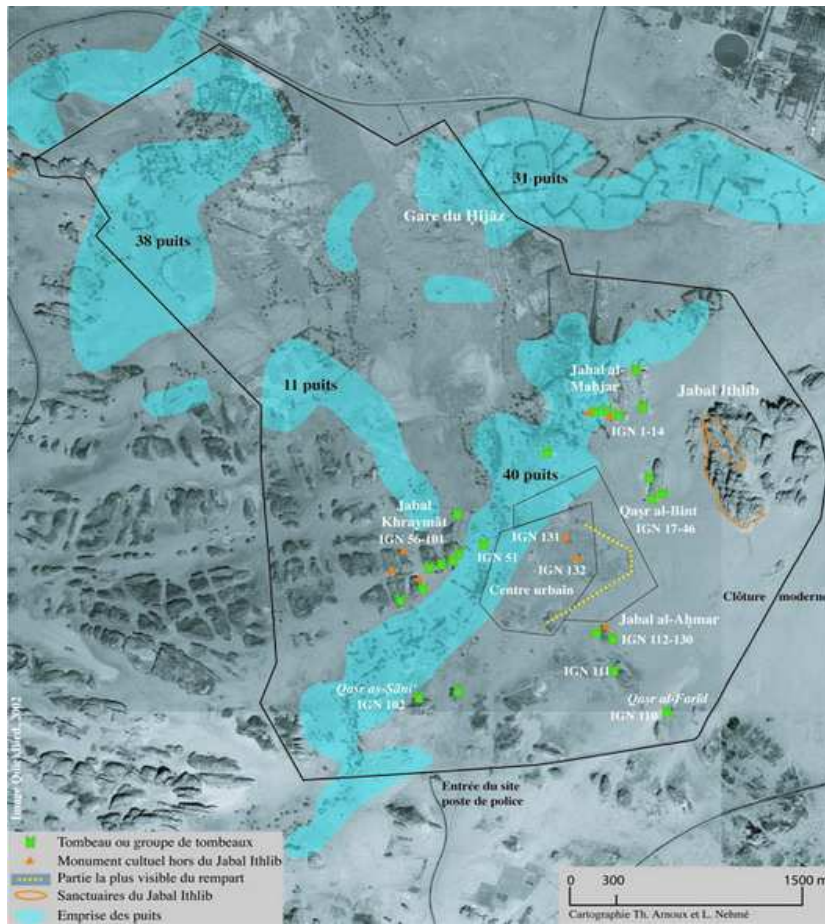 31 puits
Gare du Ḥijâz
38 puits
Jabal al-
Maḥjar
Jabal Ithlib
IGN 1-14
11 puits
40 puits
Qaṣr al-Bint
IGN 17-46
Jabal
Khraymât
IGN 56-101
IGN 51
IGN 131
IGN 132
Centre urbain
Clôture moderne
Jabal al-Aḥmar
IGN 112-130
IGN 111
Qaṣr aṣ-Ṣâniʿ
IGN 102
Qaṣr al-Farîd
IGN 110
Entrée du site
poste de police
Image Quickbird, 2002
Tombeau ou groupe de tombeaux
Monument cultuel hors du Jabal Ithlib
Partie la plus visible du rempart
Sanctuaires du Jabal Ithlib
Emprise des puits
0 300 1500 m
Cartographie Th. Arnoux et L. Nehmé